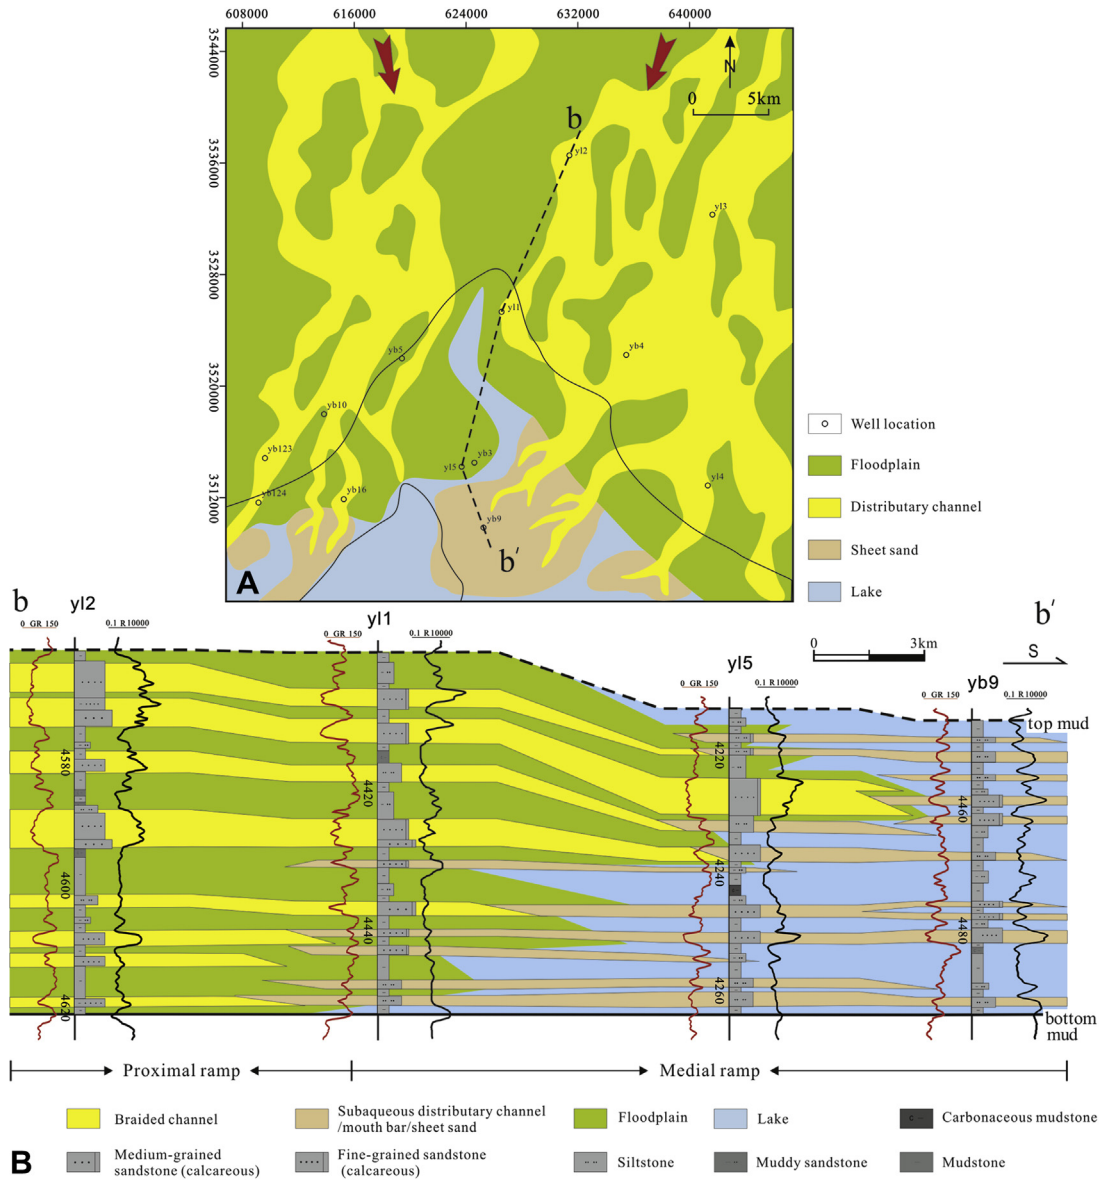 608000 616000 624000 632000 640000
3544000
3536000
3528000
3520000
3512000
N
0 5km
b
yl2
yl3
yl1
yb5
yb4
yb10
yb123
yl5
yb3
yb124
yb16
yl4
yb9
b'
A
Well location
Floodplain
Distributary channel
Sheet sand
Lake
b
b'
yl2
yl1
yl5
yb9
0 GR 150
0.1 R10000
0 GR 150
0.1 R10000
0 GR 150
0.1 R10000
0 GR 150
0.1 R10000
0 3km
S
top mud
4580
4600
4620
4420
4440
4220
4240
4260
4460
4480
bottom
mud
Proximal ramp
Medial ramp
Braided channel
Subaqueous distributary channel
/mouth bar/sheet sand
Floodplain
Lake
Carbonaceous mudstone
Medium-grained
sandstone (calcareous)
Fine-grained sandstone
(calcareous)
Siltstone
Muddy sandstone
Mudstone
B